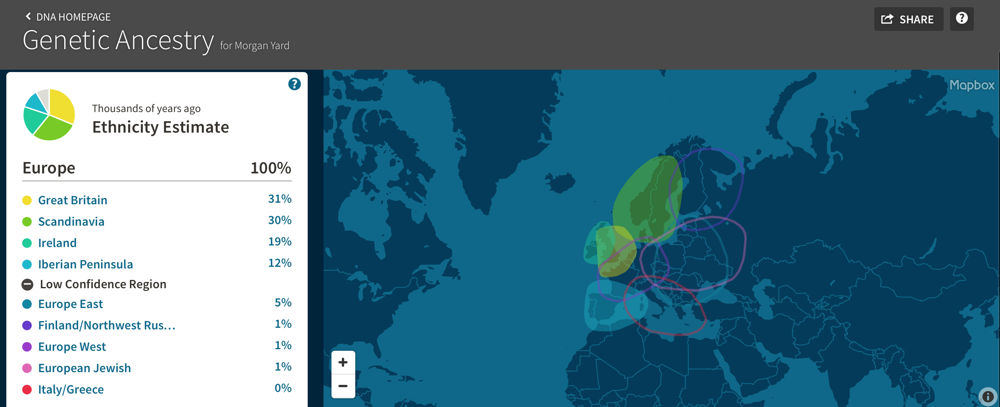 DNA HOMEPAGE
Genetic Ancestry for Morgan Yard
SHARE
?
?
Thousands of years ago
Ethnicity Estimate
Europe 100%
Great Britain 31%
Scandinavia 30%
Ireland 19%
Iberian Peninsula 12%
Low Confidence Region
Europe East 5%
Finland/Northwest Rus... 1%
Europe West 1%
European Jewish 1%
Italy/Greece 0%
Mapbox
+
−
i